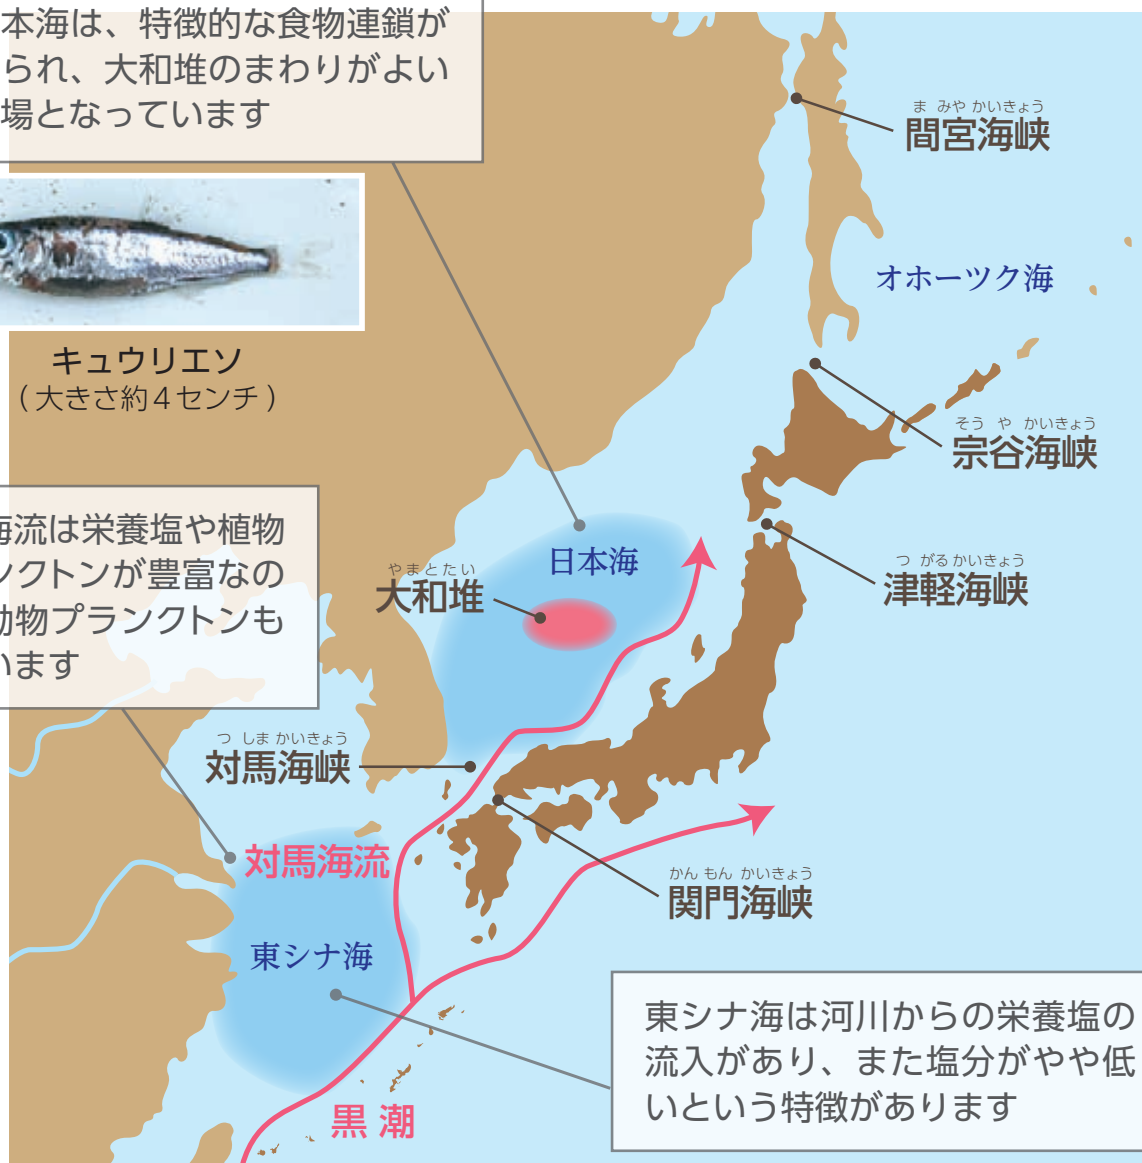 本海は、特徴的な食物連鎖が
られ、大和堆のまわりがよい
場となっています
キュウリエソ
(大きさ約4センチ)
海流は栄養塩や植物
ンクトンが豊富なの
動物プランクトンも
います
ま みや かいきょう
間宮海峡
オホーツク海
そう や かいきょう
宗谷海峡
つ がる かいきょう
津軽海峡
日本海
やまとたい
大和堆
つ しま かいきょう
対馬海峡
対馬海流
かん もん かいきょう
関門海峡
東シナ海
東シナ海は河川からの栄養塩の
流入があり、また塩分がやや低
いという特徴があります
黒潮